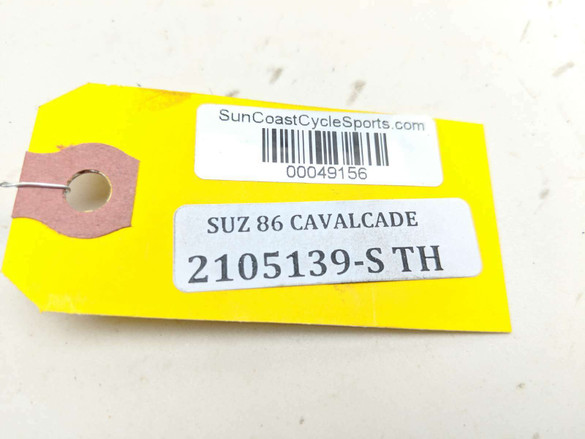 SunCoastCycleSports.com
00049156
SUZ 86 CAVALCADE
2105139-S TH